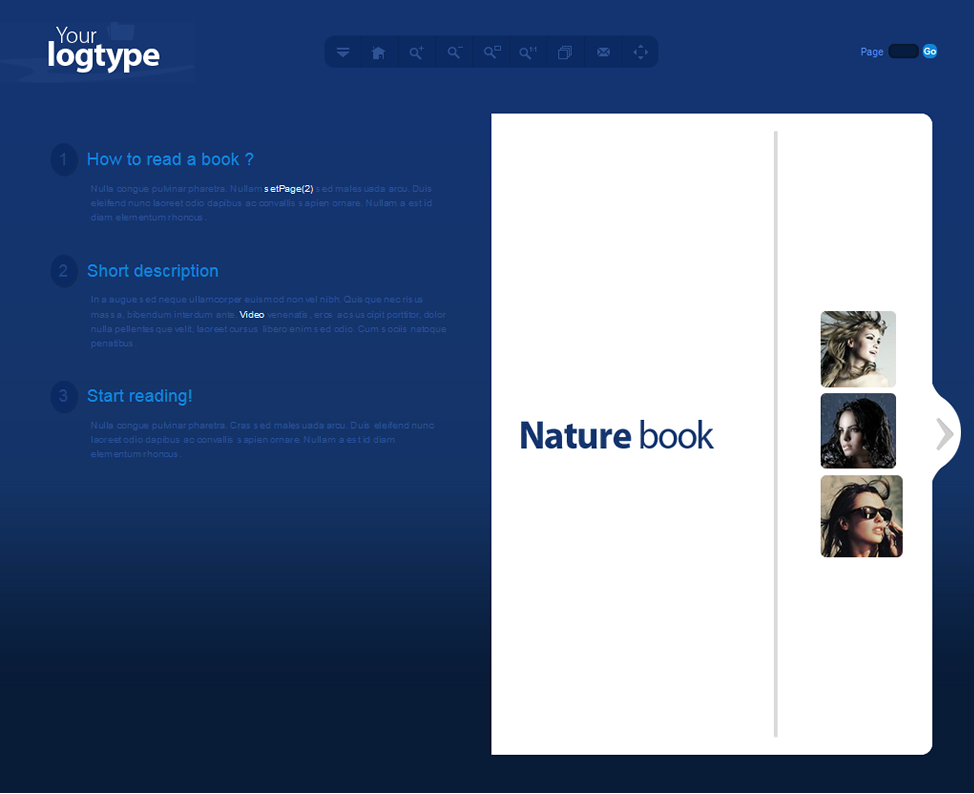 Your
logtype
1:1
Page
Go
1
How to read a book ?
Nulla congue pulvinar pharetra. Nullam setPage(2) sed malesuada arcu. Duis
eleifend nunc laoreet odio dapibus ac convallis sapien ornare. Nullam a est id
diam elementum rhoncus.
2
Short description
In a augue sed neque ullamcorper euismod non vel nibh. Quisque nec risus
massa, bibendum interdum ante. Video venenatis, eros ac suscipit porttitor, dolor
nulla pellentesque velit, laoreet cursus libero enim sed odio. Cum sociis natoque
penatibus
3
Start reading!
Nulla congue pulvinar pharetra. Cras sed malesuada arcu. Duis eleifend nunc
laoreet odio dapibus ac convallis sapien ornare. Nullam a est id diam
elementum rhoncus.
Nature book